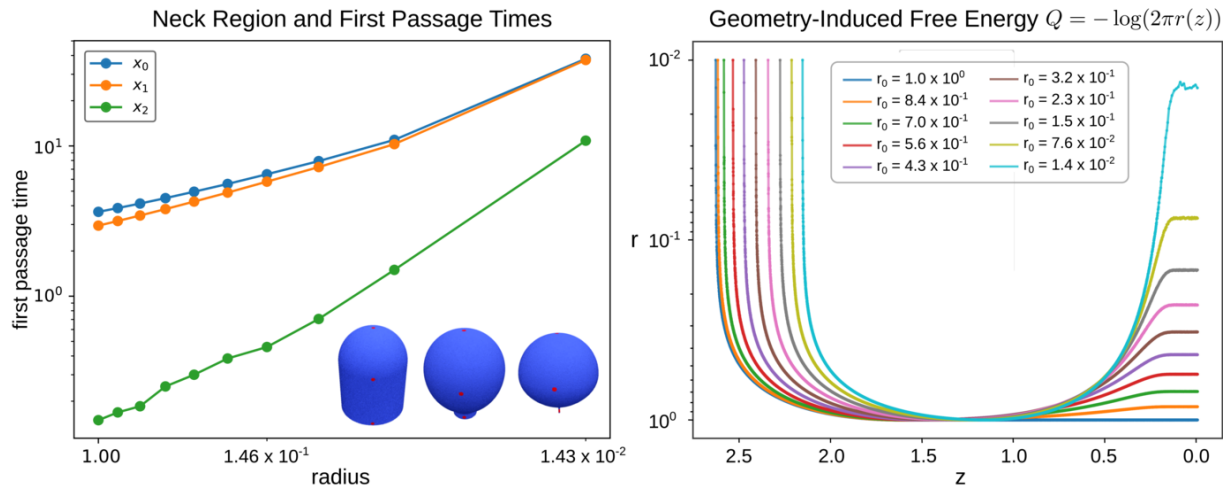 Neck Region and First Passage Times
x₀
x₁
x₂
10¹
10⁰
first passage time
1.00
1.46 x 10⁻¹
1.43 x 10⁻²
radius
Geometry-Induced Free Energy Q = − log(2πr(z))
r₀ = 1.0 x 10⁰
r₀ = 8.4 x 10⁻¹
r₀ = 7.0 x 10⁻¹
r₀ = 5.6 x 10⁻¹
r₀ = 4.3 x 10⁻¹
r₀ = 3.2 x 10⁻¹
r₀ = 2.3 x 10⁻¹
r₀ = 1.5 x 10⁻¹
r₀ = 7.6 x 10⁻²
r₀ = 1.4 x 10⁻²
10⁻²
r 10⁻¹
10⁰
2.5 2.0 1.5 1.0 0.5 0.0
z